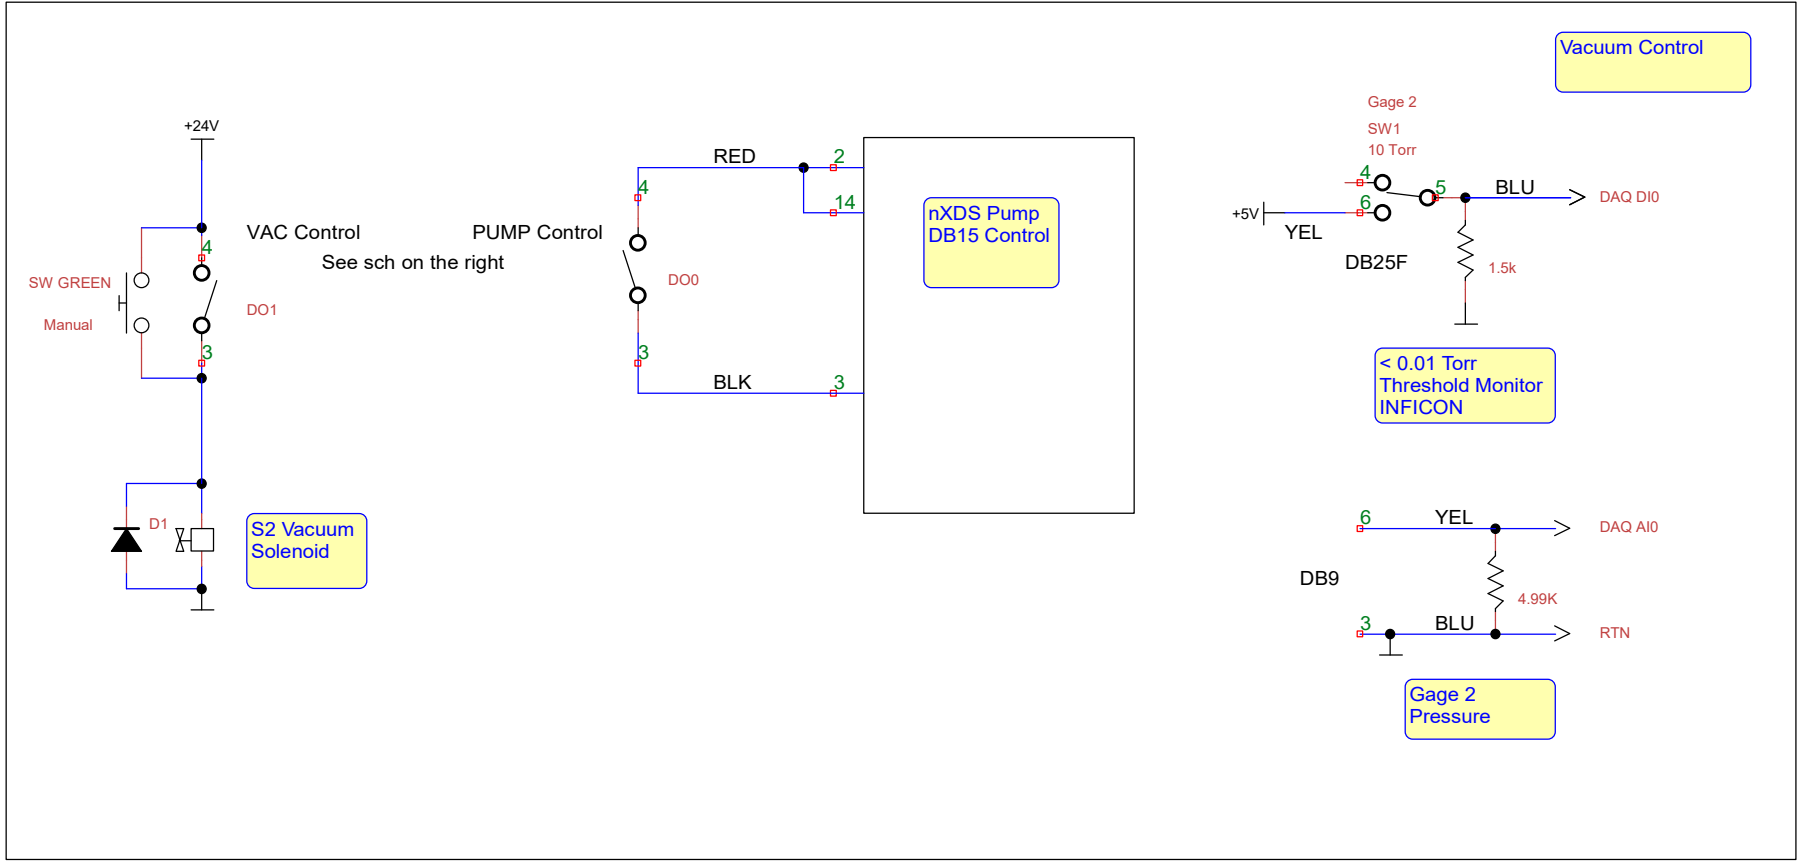 Vacuum Control
+24V
4
SW GREEN
Manual
DO1
3
VAC Control
See sch on the right
D1
S2 Vacuum
Solenoid
PUMP Control
RED
4
DO0
3
BLK
2
14
3
nXDS Pump
DB15 Control
Gage 2
SW1
10 Torr
4
5
6
+5V
YEL
BLU
DAQ DI0
DB25F
1.5k
< 0.01 Torr
Threshold Monitor
INFICON
6
YEL
DAQ AI0
DB9
4.99K
3
BLU
RTN
Gage 2
Pressure